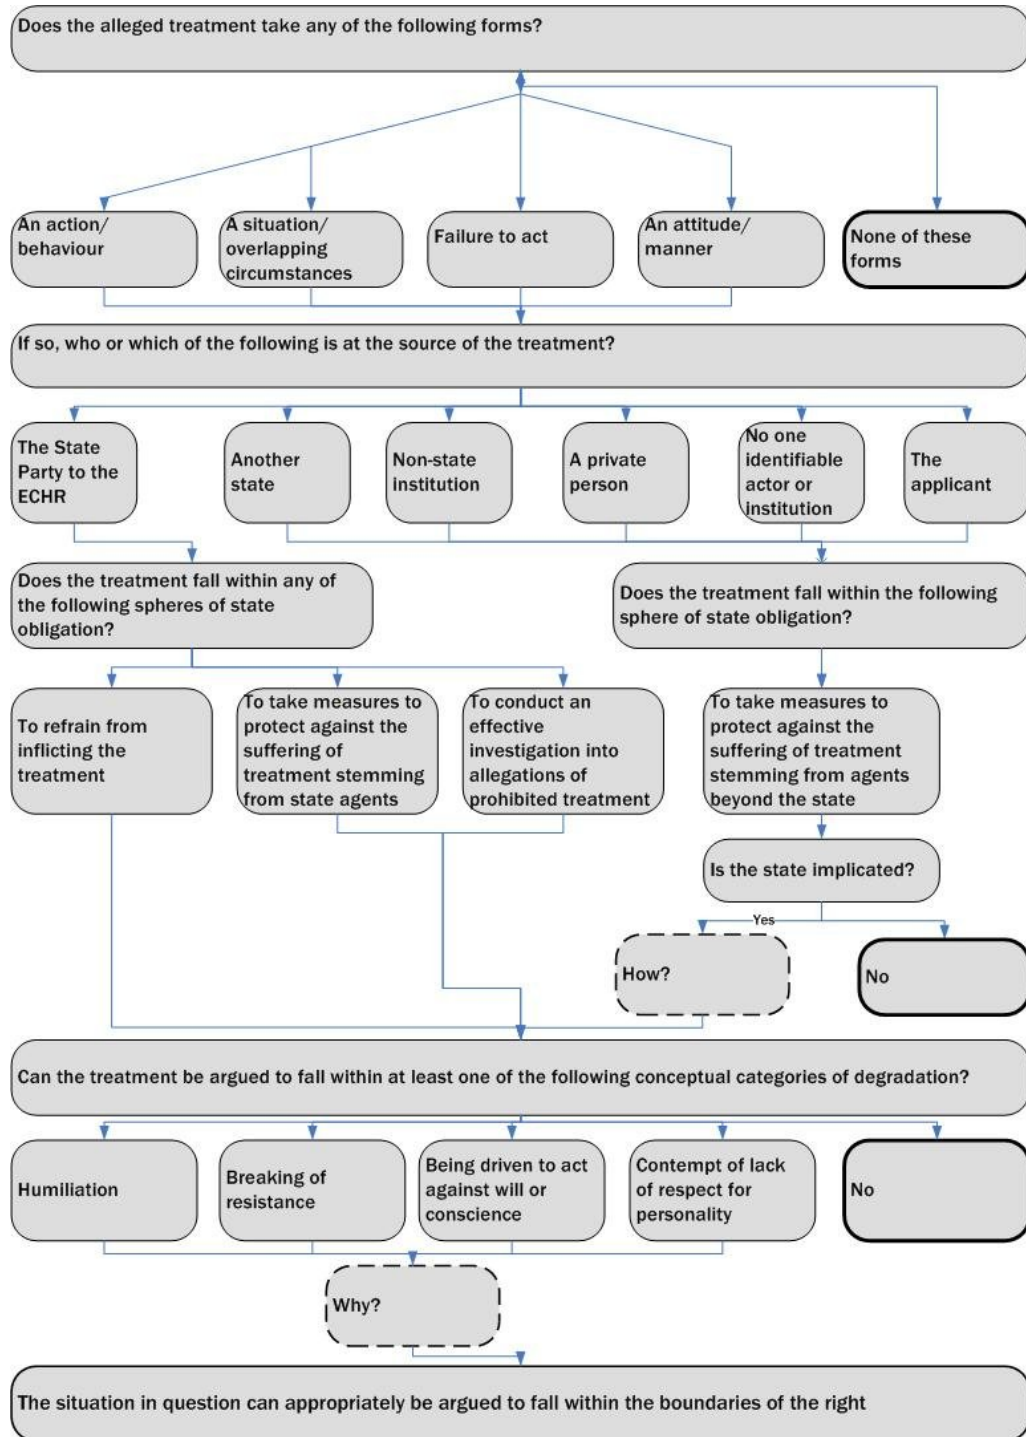 Does the alleged treatment take any of the following forms?
An action/
behaviour
A situation/
overlapping
circumstances
Failure to act
An attitude/
manner
None of these
forms
If so, who or which of the following is at the source of the treatment?
The State
Party to the
ECHR
Another
state
Non-state
institution
A private
person
No one
identifiable
actor or
institution
The
applicant
Does the treatment fall within any of
the following spheres of state
obligation?
Does the treatment fall within the following
sphere of state obligation?
To refrain from
inflicting the
treatment
To take measures to
protect against the
suffering of
treatment stemming
from state agents
To conduct an
effective
investigation into
allegations of
prohibited treatment
To take measures to
protect against the
suffering of treatment
stemming from agents
beyond the state
Is the state implicated?
Yes
How?
No
Can the treatment be argued to fall within at least one of the following conceptual categories of degradation?
Humiliation
Breaking of
resistance
Being driven to act
against will or
conscience
Contempt of lack
of respect for
personality
No
Why?
The situation in question can appropriately be argued to fall within the boundaries of the right